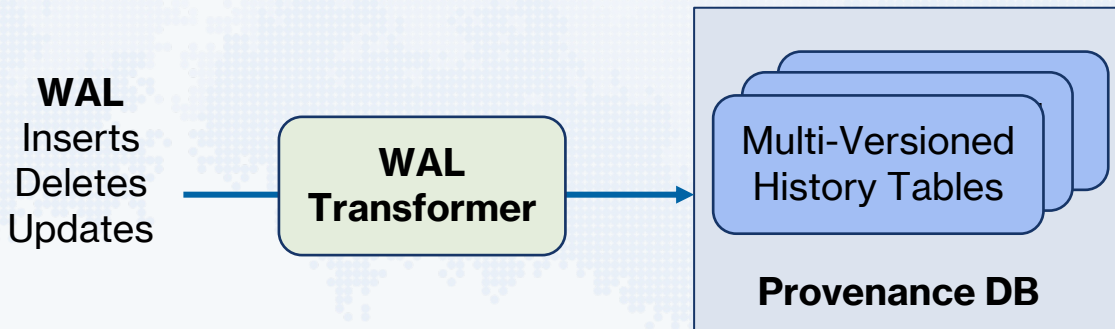 WAL
Inserts
Deletes
Updates
WAL
Transformer
Multi-Versioned
History Tables
Provenance DB